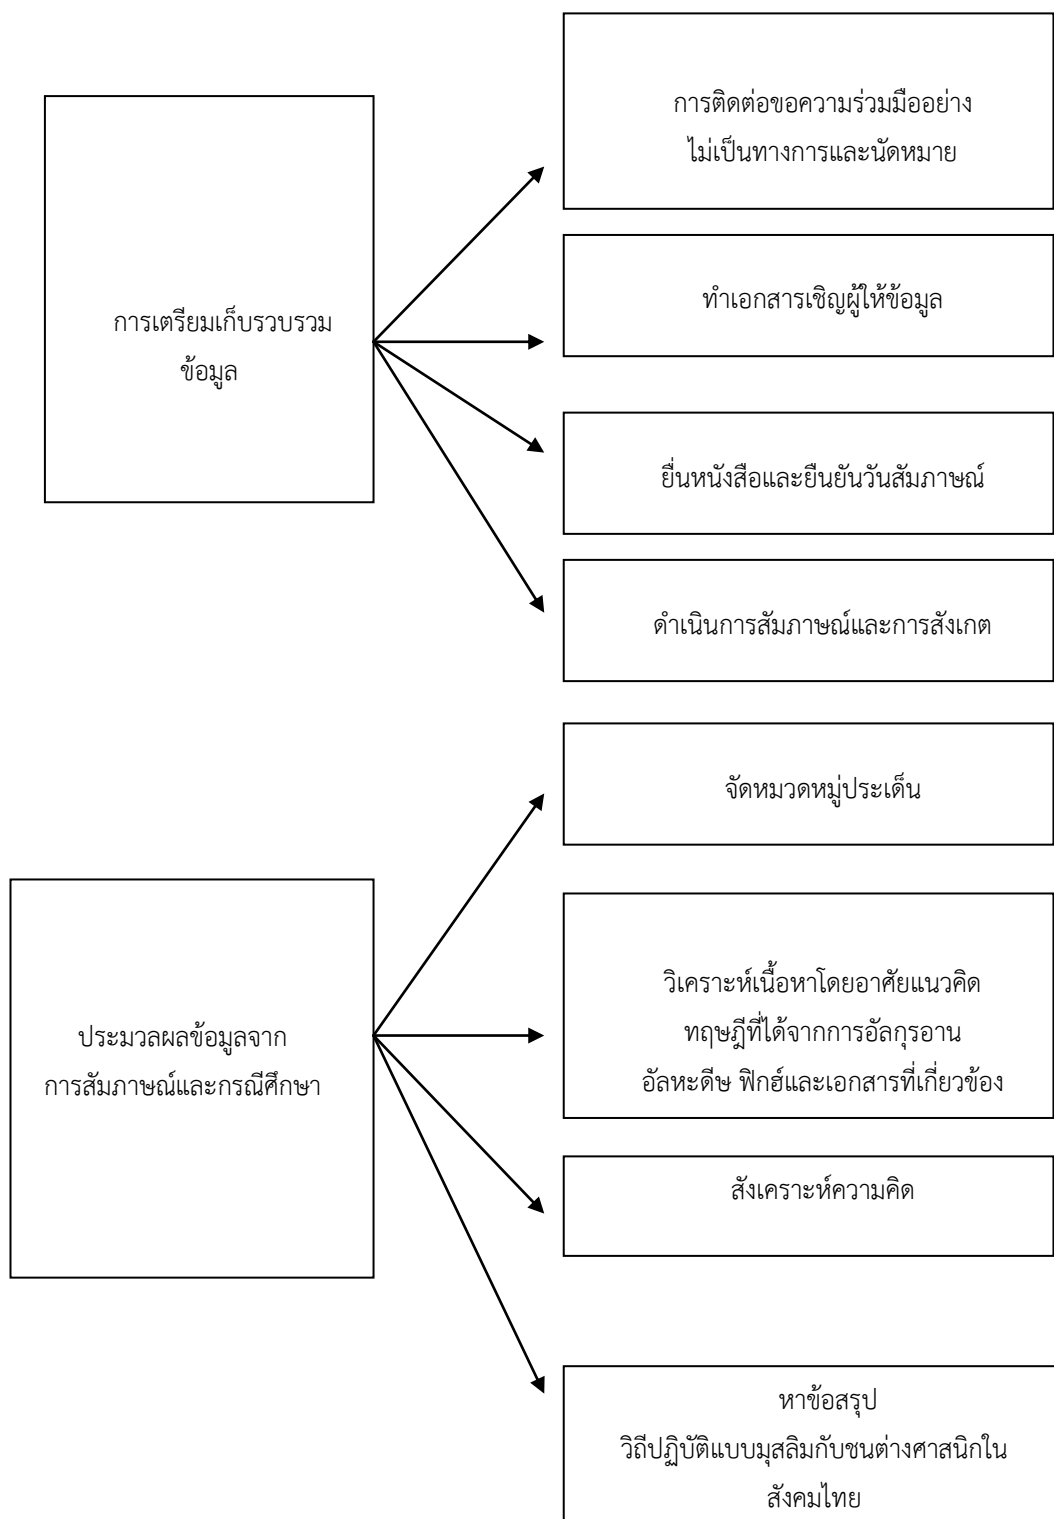 การเตรียมเก็บรวบรวม
ข้อมูล
การติดต่อขอความร่วมมืออย่าง
ไม่เป็นทางการและนัดหมาย
ทำเอกสารเชิญผู้ให้ข้อมูล
ยื่นหนังสือและยืนยันวันสัมภาษณ์
ดำเนินการสัมภาษณ์และการสังเกต
ประมวลผลข้อมูลจาก
การสัมภาษณ์และกรณีศึกษา
จัดหมวดหมู่ประเด็น
วิเคราะห์เนื้อหาโดยอาศัยแนวคิด
ทฤษฎีที่ได้จากการอัลกุรอาน
อัลหะดีษ ฟิกฮ์และเอกสารที่เกี่ยวข้อง
สังเคราะห์ความคิด
หาข้อสรุป
วิถีปฏิบัติแบบมุสลิมกับชนต่างศาสนิกใน
สังคมไทย